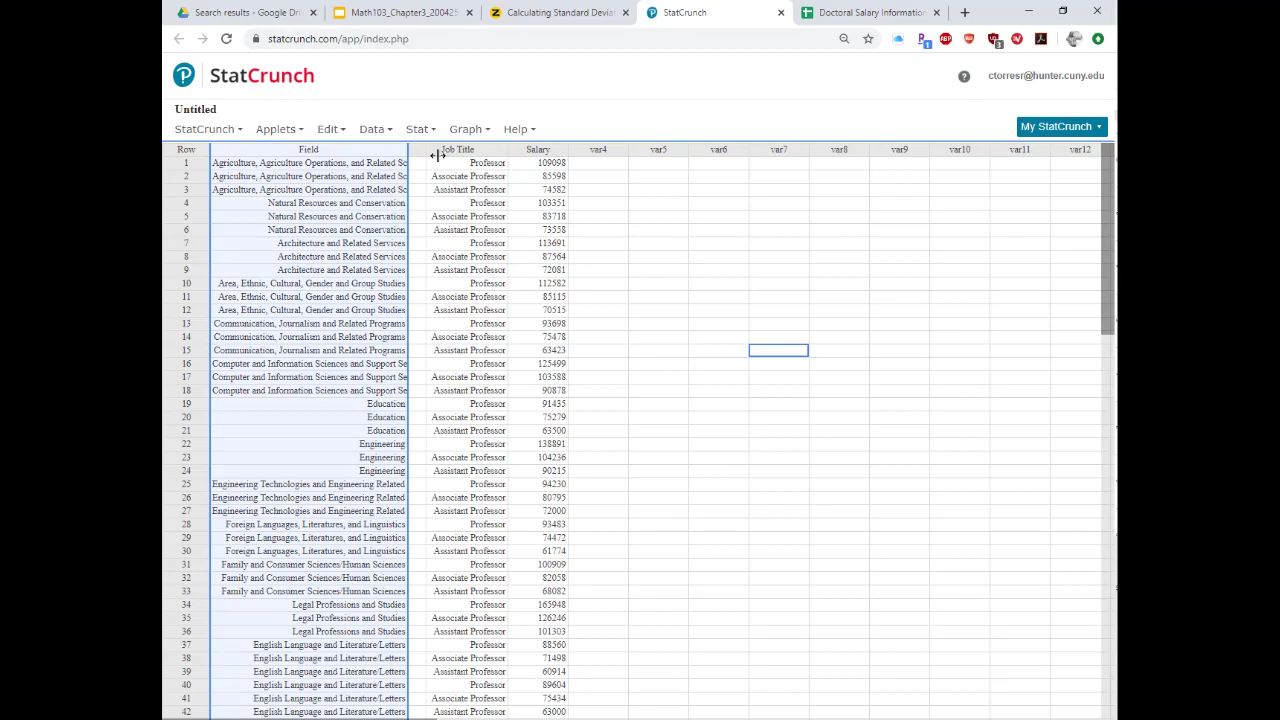 Search results - Google Dri
Math103_Chapter3_200425
Calculating Standard Deviat
StatCrunch
Doctoral Salary Information
statcrunch.com/app/index.php
StatCrunch
ctorresr@hunter.cuny.edu
Untitled
StatCrunch Applets Edit Data Stat Graph Help My StatCrunch
Row Field Job Title Salary var4 var5 var6 var7 var8 var9 var10 var11 var12
1 Agriculture, Agriculture Operations, and Related Sc Professor 109098
2 Agriculture, Agriculture Operations, and Related Sc Associate Professor 85598
3 Agriculture, Agriculture Operations, and Related Sc Assistant Professor 74582
4 Natural Resources and Conservation Professor 103351
5 Natural Resources and Conservation Associate Professor 83718
6 Natural Resources and Conservation Assistant Professor 73558
7 Architecture and Related Services Professor 113691
8 Architecture and Related Services Associate Professor 87564
9 Architecture and Related Services Assistant Professor 72081
10 Area, Ethnic, Cultural, Gender and Group Studies Professor 112582
11 Area, Ethnic, Cultural, Gender and Group Studies Associate Professor 85115
12 Area, Ethnic, Cultural, Gender and Group Studies Assistant Professor 70515
13 Communication, Journalism and Related Programs Professor 93698
14 Communication, Journalism and Related Programs Associate Professor 75478
15 Communication, Journalism and Related Programs Assistant Professor 63423
16 Computer and Information Sciences and Support Se Professor 125499
17 Computer and Information Sciences and Support Se Associate Professor 103588
18 Computer and Information Sciences and Support Se Assistant Professor 90878
19 Education Professor 91435
20 Education Associate Professor 75279
21 Education Assistant Professor 63500
22 Engineering Professor 138891
23 Engineering Associate Professor 104236
24 Engineering Assistant Professor 90215
25 Engineering Technologies and Engineering Related Professor 94230
26 Engineering Technologies and Engineering Related Associate Professor 80795
27 Engineering Technologies and Engineering Related Assistant Professor 72000
28 Foreign Languages, Literatures, and Linguistics Professor 93483
29 Foreign Languages, Literatures, and Linguistics Associate Professor 74472
30 Foreign Languages, Literatures, and Linguistics Assistant Professor 61774
31 Family and Consumer Sciences/Human Sciences Professor 100909
32 Family and Consumer Sciences/Human Sciences Associate Professor 82058
33 Family and Consumer Sciences/Human Sciences Assistant Professor 68082
34 Legal Professions and Studies Professor 165948
35 Legal Professions and Studies Associate Professor 126246
36 Legal Professions and Studies Assistant Professor 101303
37 English Language and Literature/Letters Professor 88560
38 English Language and Literature/Letters Associate Professor 71498
39 English Language and Literature/Letters Assistant Professor 60914
40 English Language and Literature/Letters Professor 89604
41 English Language and Literature/Letters Associate Professor 75434
42 English Language and Literature/Letters Assistant Professor 63000